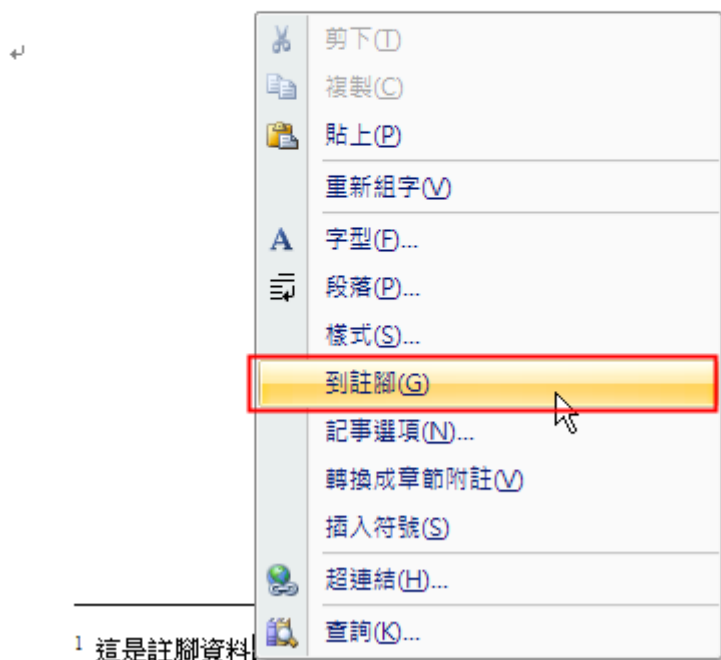 剪下(T)
複製(C)
貼上(P)
重新組字(V)
字型(F)...
段落(P)...
樣式(S)...
到註腳(G)
記事選項(N)...
轉換成章節附註(V)
插入符號(S)
超連結(H)...
查詢(K)...
1 這是註腳資料